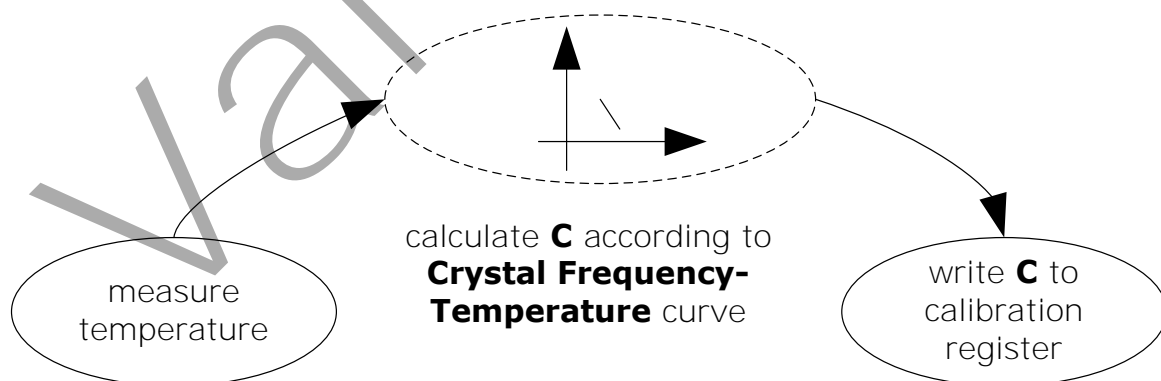 measure
temperature
calculate C according to
Crystal Frequency-
Temperature curve
write C to
calibration
register